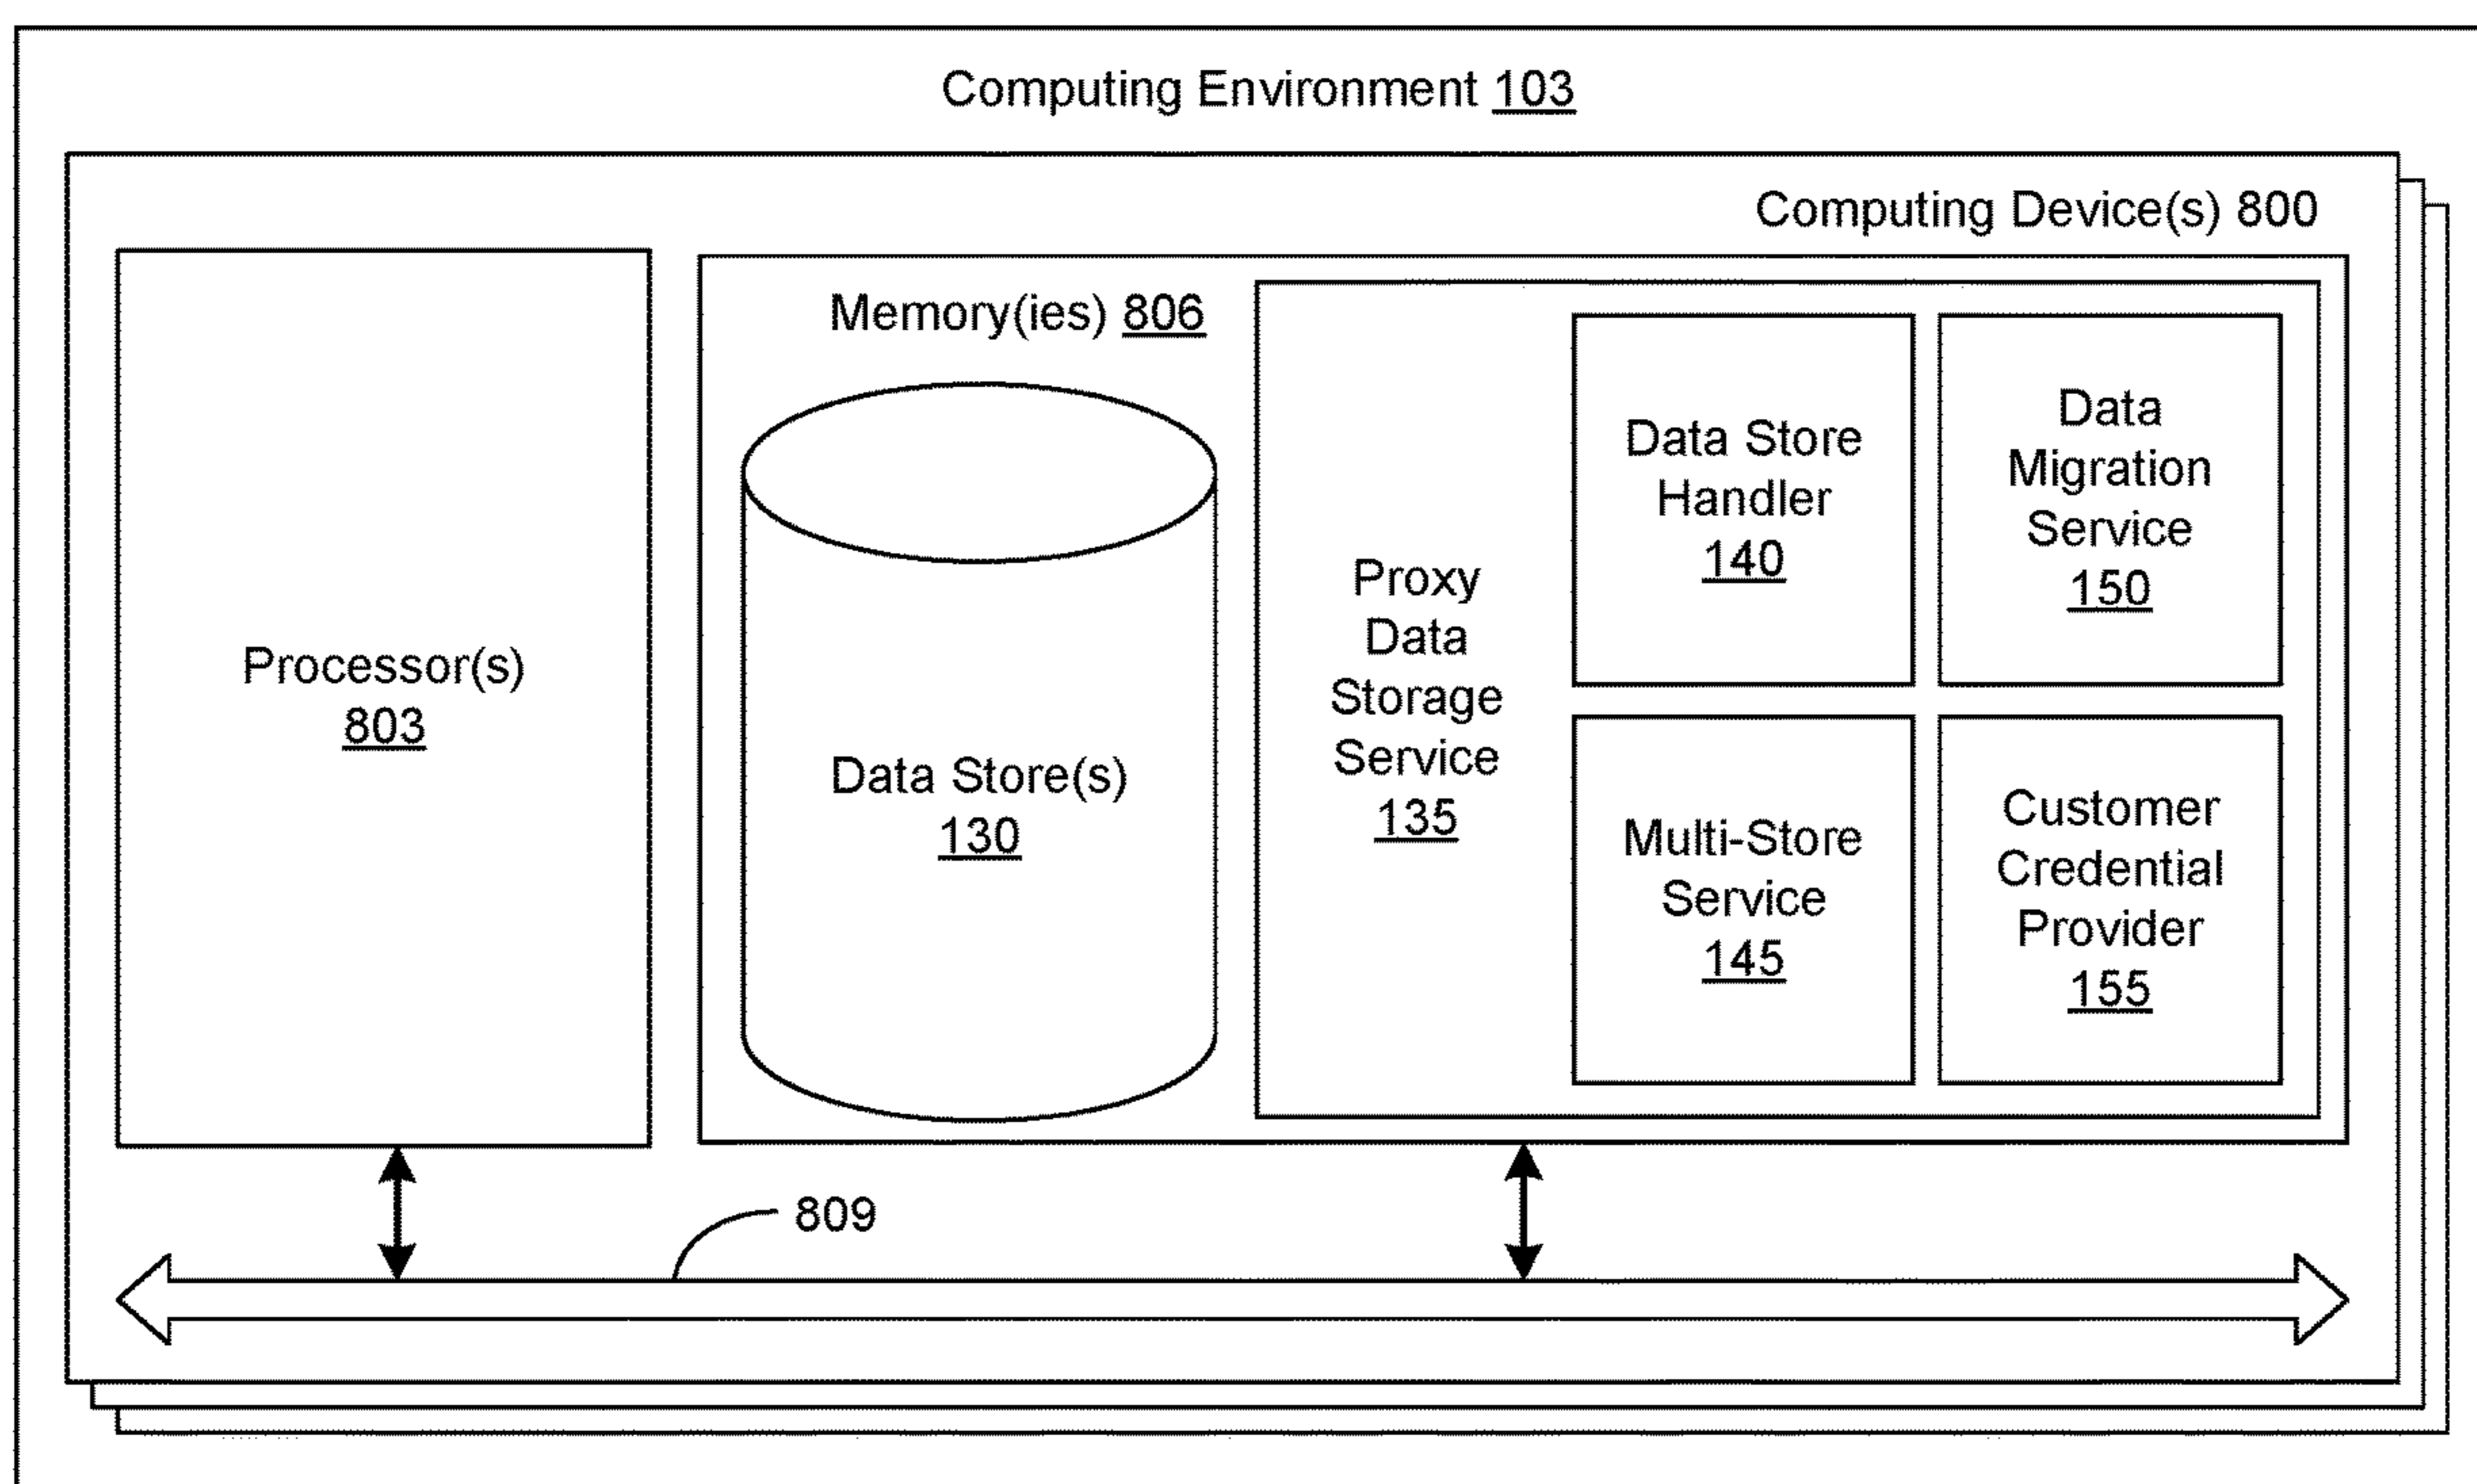 Computing Environment 103
Computing Device(s) 800
Processor(s)
803
Memory(ies) 806
Data Store(s)
130
Proxy
Data
Storage
Service
135
Data Store
Handler
140
Data
Migration
Service
150
Multi-Store
Service
145
Customer
Credential
Provider
155
809